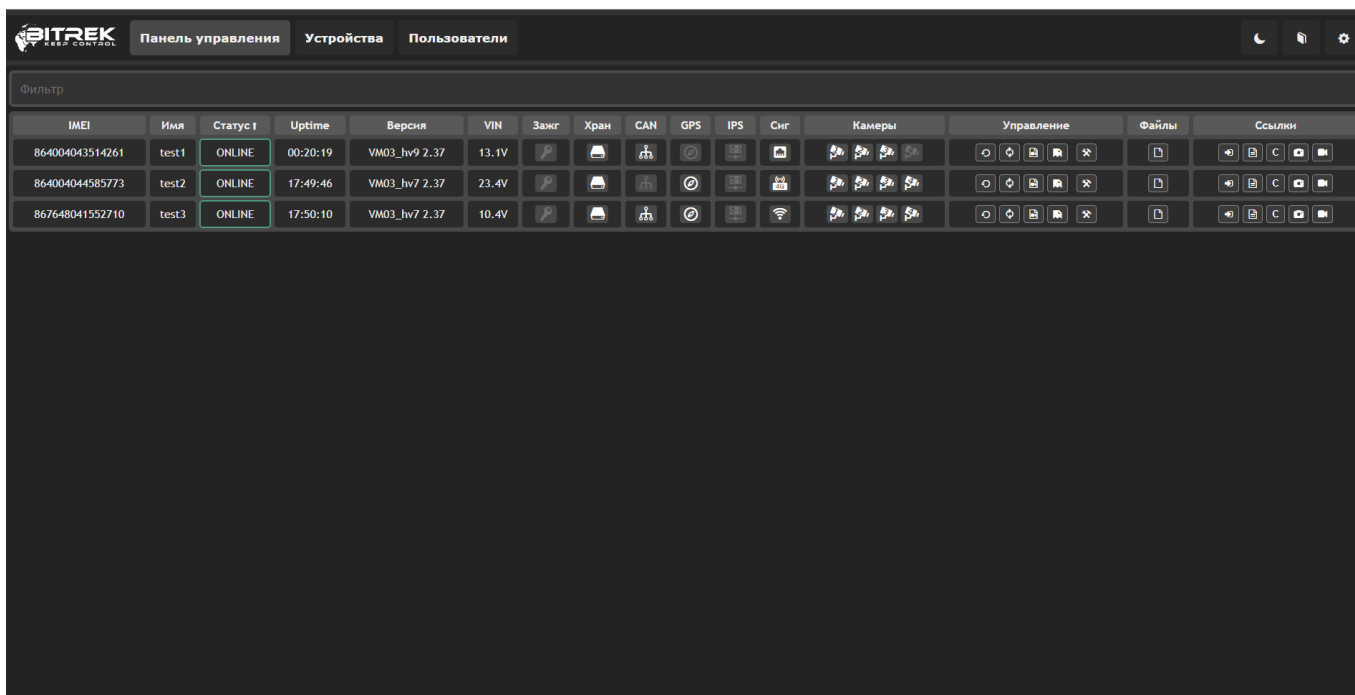 BITREK Панель управления Устройства Пользователи
KEEP CONTROL
Фильтр
IMEI Имя Статус↑ Uptime Версия VIN Зажг Хран CAN GPS IPS Сиг Камеры Управление Файлы Ссылки
864004043514261 test1 ONLINE 00:20:19 VM03_hv9 2.37 13.1V C
864004044585773 test2 ONLINE 17:49:46 VM03_hv7 2.37 23.4V 4G C
867648041552710 test3 ONLINE 17:50:10 VM03_hv7 2.37 10.4V C